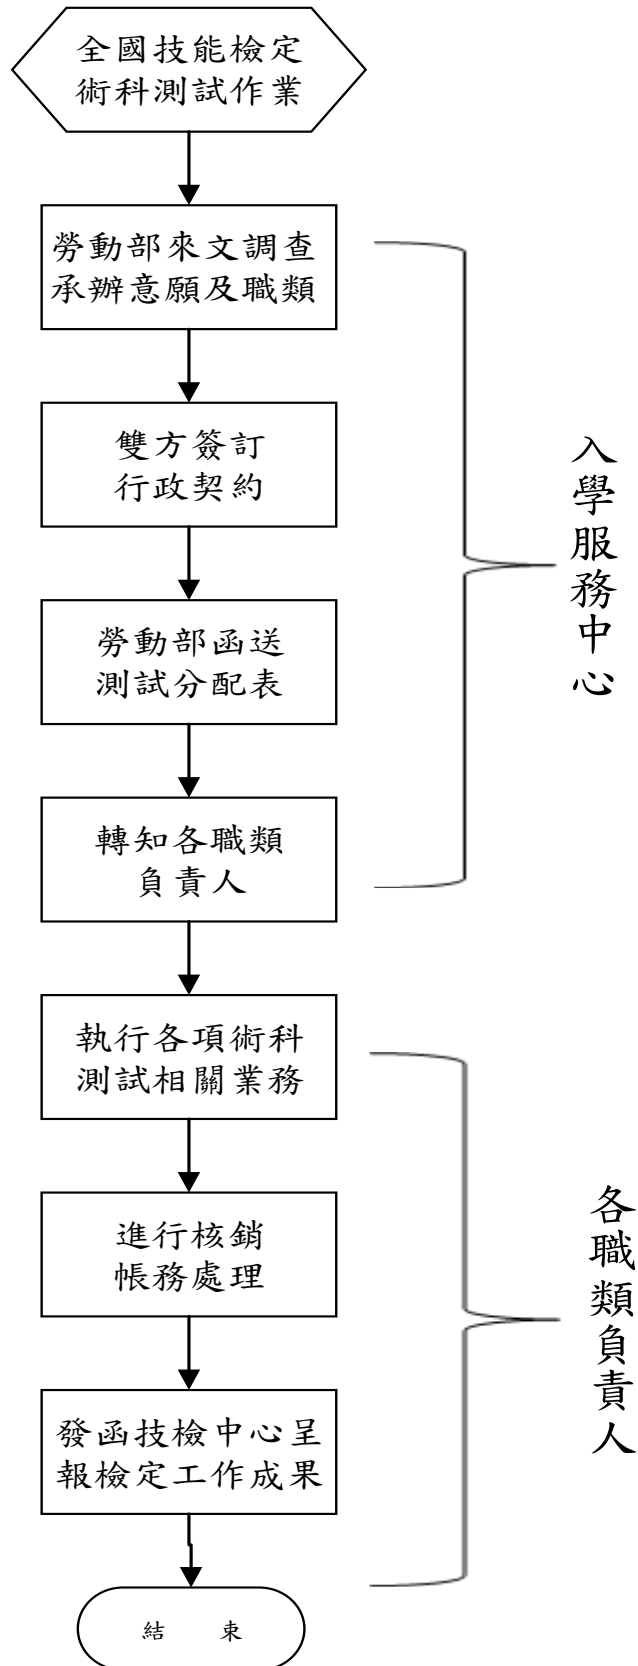 全國技能檢定
術科測試作業
勞動部來文調查
承辦意願及職類
雙方簽訂
行政契約
勞動部函送
測試分配表
轉知各職類
負責人
入學服務中心
執行各項術科
測試相關業務
進行核銷
帳務處理
發函技檢中心呈
報檢定工作成果
各職類負責人
結 束